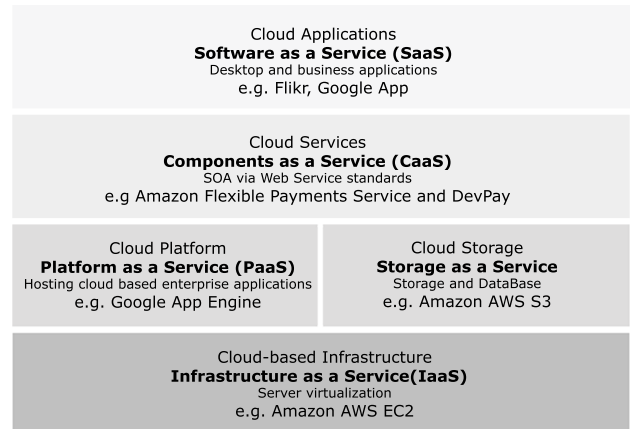 Cloud Applications
Software as a Service (SaaS)
Desktop and business applications
e.g. Flikr, Google App
Cloud Services
Components as a Service (CaaS)
SOA via Web Service standards
e.g Amazon Flexible Payments Service and DevPay
Cloud Platform
Platform as a Service (PaaS)
Hosting cloud based enterprise applications
e.g. Google App Engine
Cloud Storage
Storage as a Service
Storage and DataBase
e.g. Amazon AWS S3
Cloud-based Infrastructure
Infrastructure as a Service(IaaS)
Server virtualization
e.g. Amazon AWS EC2